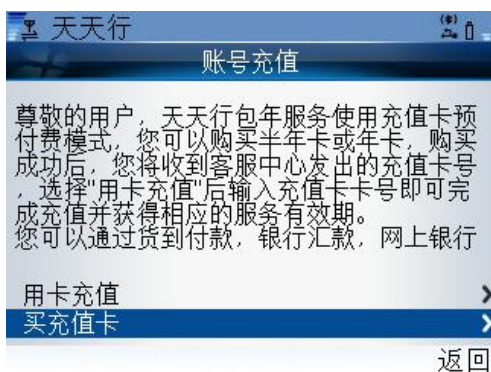 天天行
账号充值
尊敬的用户，天天行包年服务使用充值卡预
付费模式，您可以购买半年卡或年卡，购买
成功后，您将收到客服中心发出的充值卡号
，选择"用卡充值"后输入充值卡卡号即可完
成充值并获得相应的服务有效期。
您可以通过货到付款，银行汇款，网上银行
用卡充值
买充值卡
返回